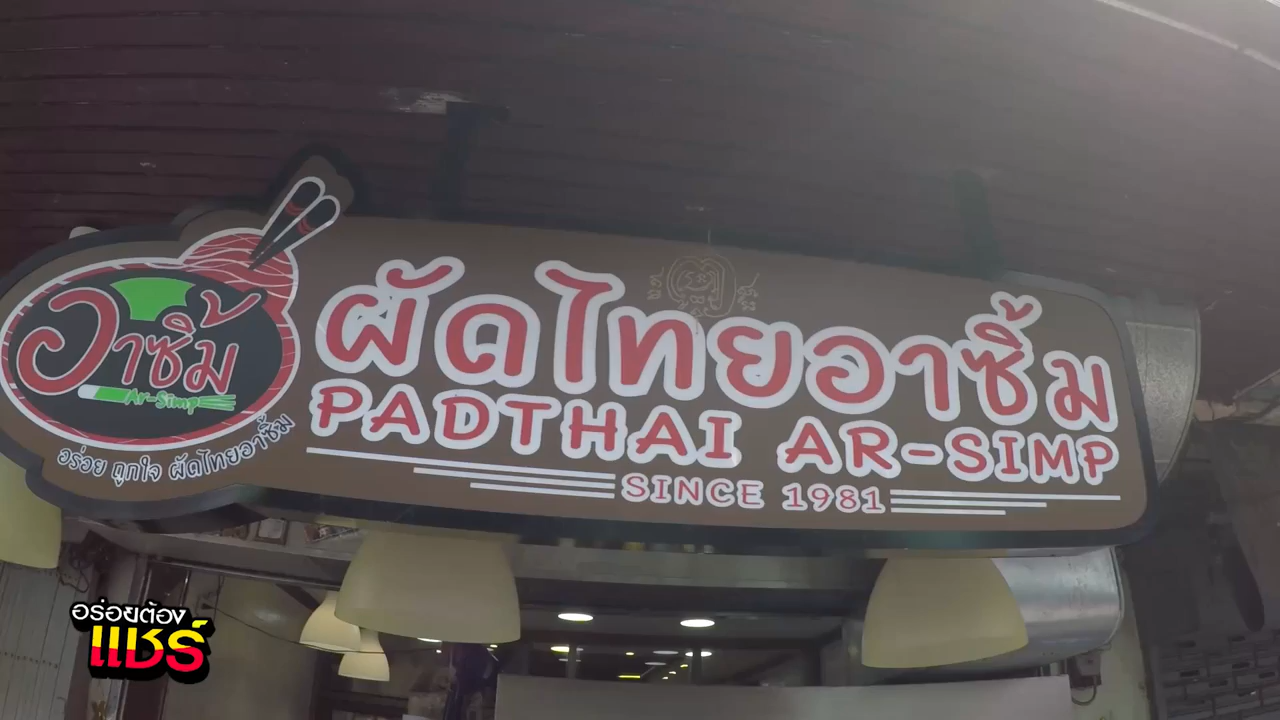 อาซิ้ม
Ar-Simp
อร่อย ถูกใจ ผัดไทยอาซิ้ม
ผัดไทยอาซิ้ม
PADTHAI AR-SIMP
SINCE 1981
อร่อยต้อง
แชร์